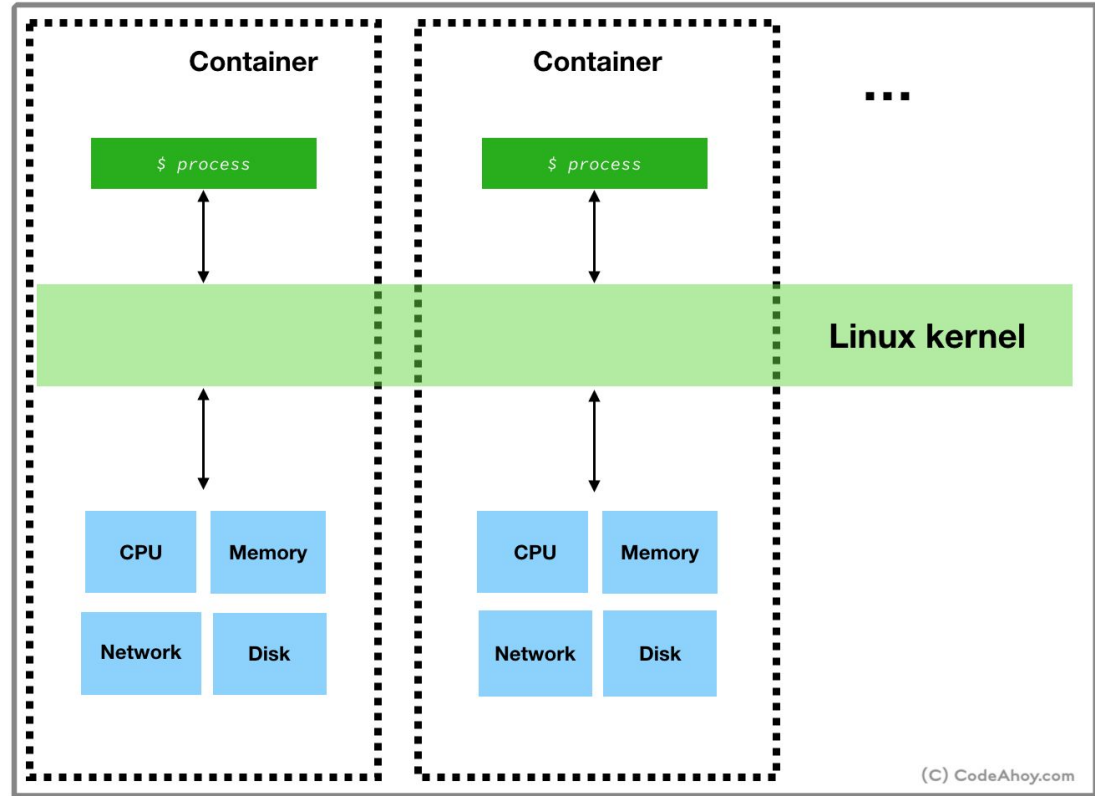 Container
Container
...
$ process
$ process
Linux kernel
CPU
Memory
CPU
Memory
Network
Disk
Network
Disk
(C) CodeAhoy.com